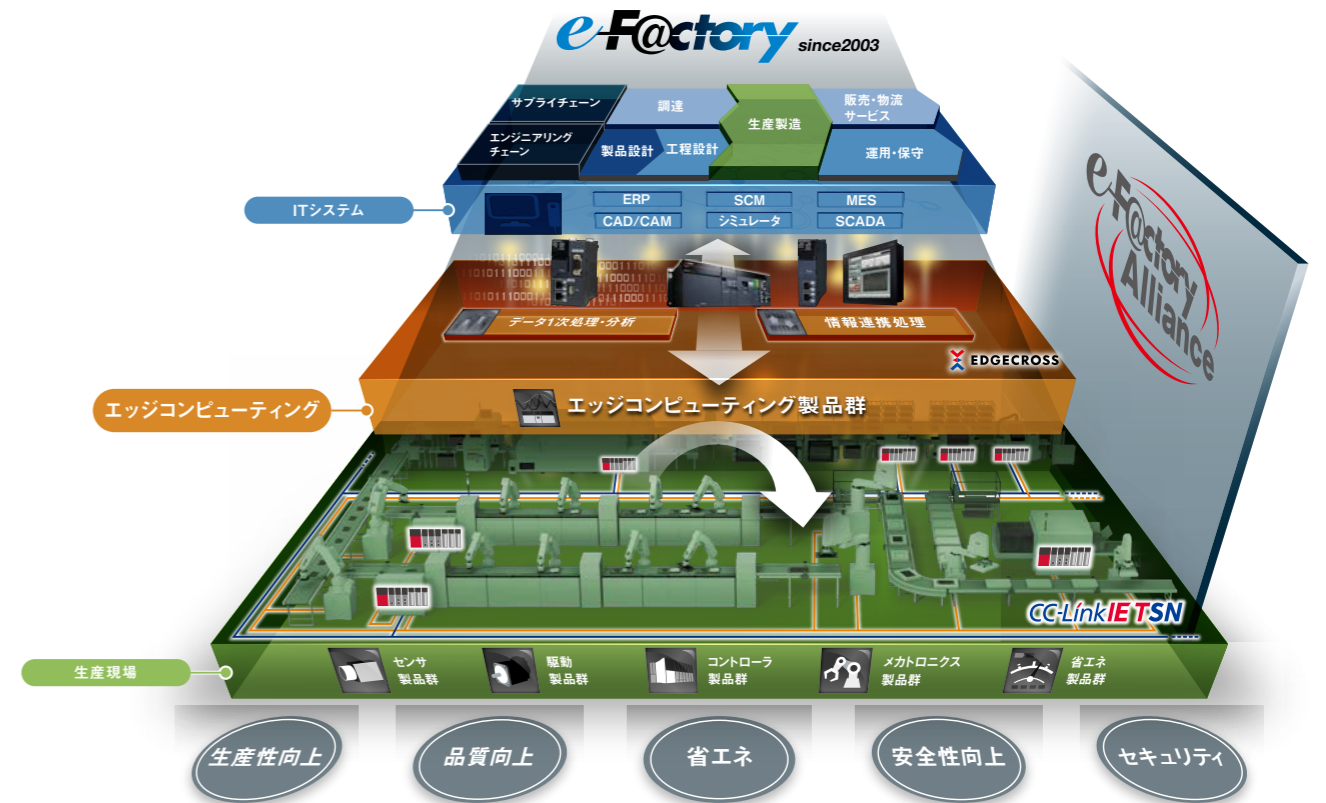 e-F@ctory since2003
サプライチェーン
調達
生産製造
販売・物流
サービス
エンジニアリング
チェーン
製品設計
工程設計
運用・保守
ITシステム
ERP
SCM
MES
CAD/CAM
シミュレータ
SCADA
e-F@ctory
Alliance
データ1次処理・分析
情報連携処理
EDGECROSS
エッジコンピューティング
エッジコンピューティング製品群
CC-Link IE TSN
生産現場
センサ
製品群
駆動
製品群
コントローラ
製品群
メカトロニクス
製品群
省エネ
製品群
生産性向上
品質向上
省エネ
安全性向上
セキュリティ